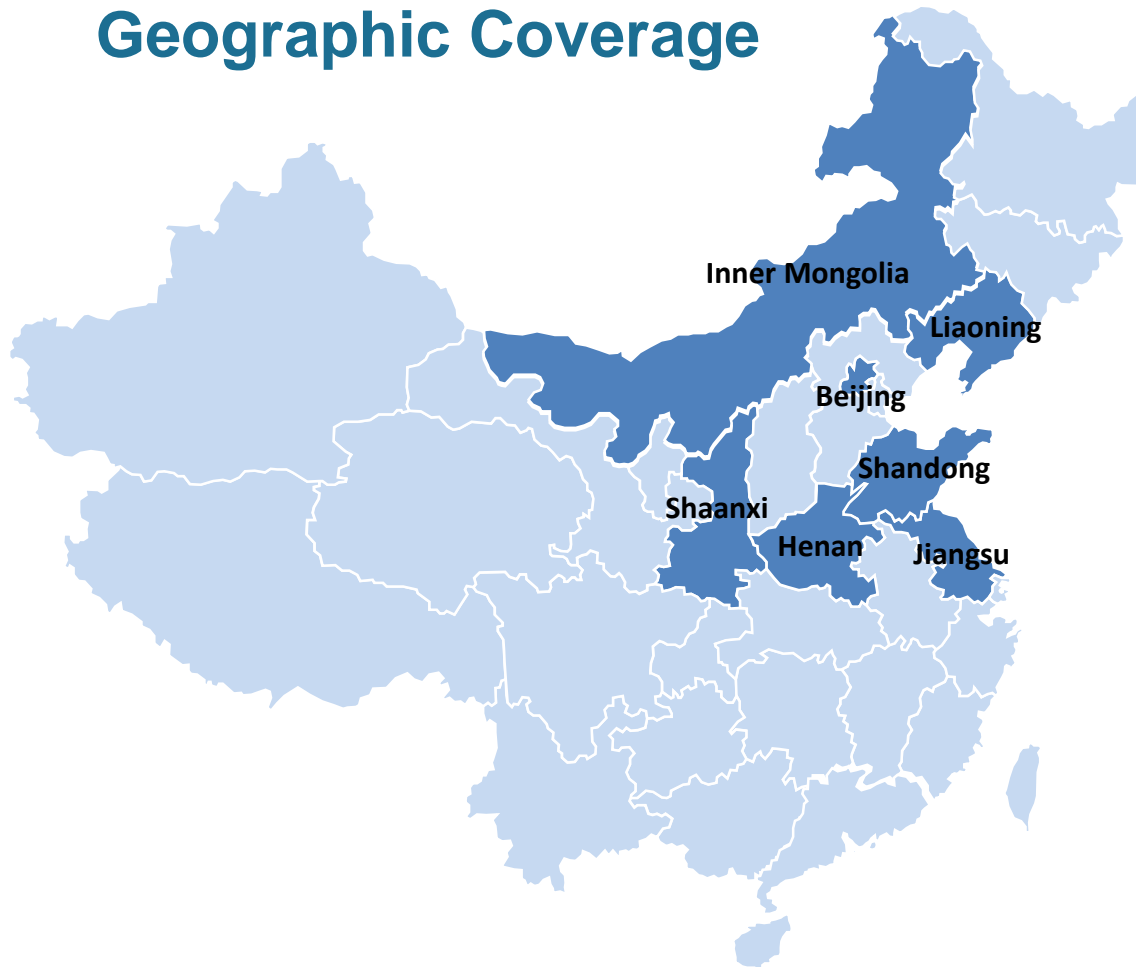 Geographic Coverage
Inner Mongolia
Liaoning
Beijing
Shandong
Shaanxi
Henan
Jiangsu